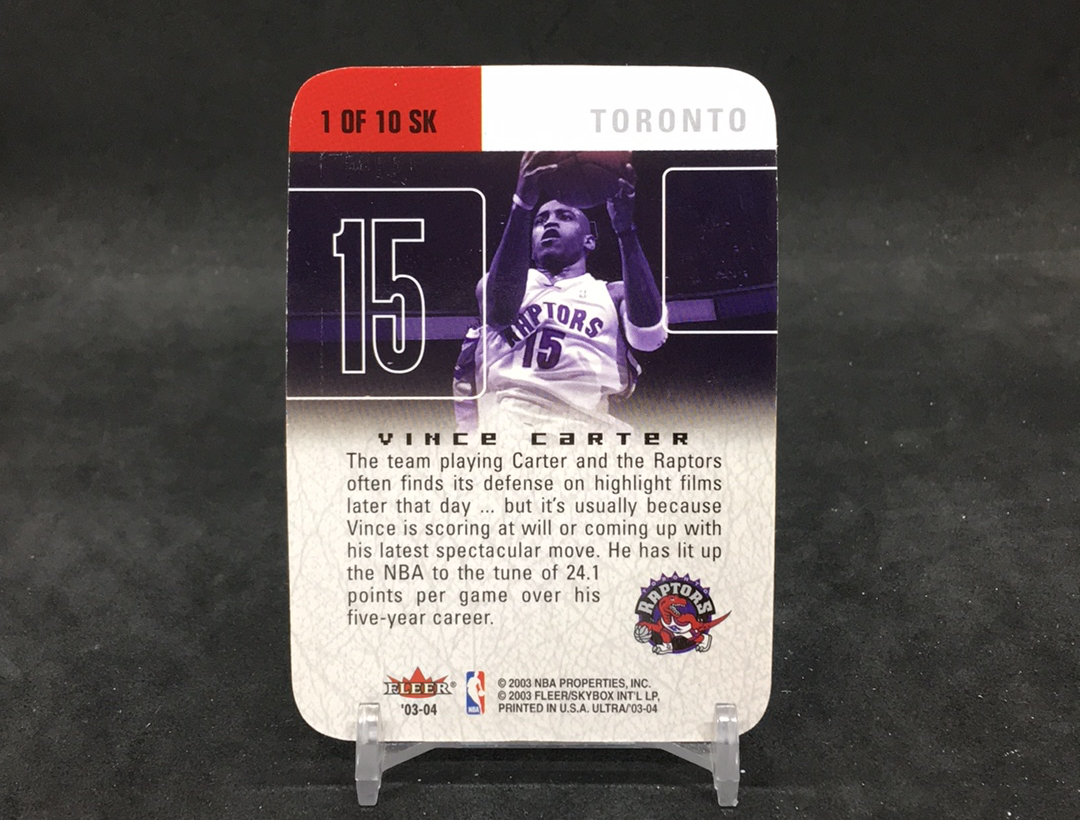 1 OF 10 SK
TORONTO
15
RAPTORS
15
VINCE CARTER
The team playing Carter and the Raptors
often finds its defense on highlight films
later that day ... but it's usually because
Vince is scoring at will or coming up with
his latest spectacular move. He has lit up
the NBA to the tune of 24.1
points per game over his
five-year career.
RAPTORS
FLEER®
'03-04
NBA
© 2003 NBA PROPERTIES, INC.
© 2003 FLEER/SKYBOX INT'L LP,
PRINTED IN U.S.A. ULTRA/'03-04